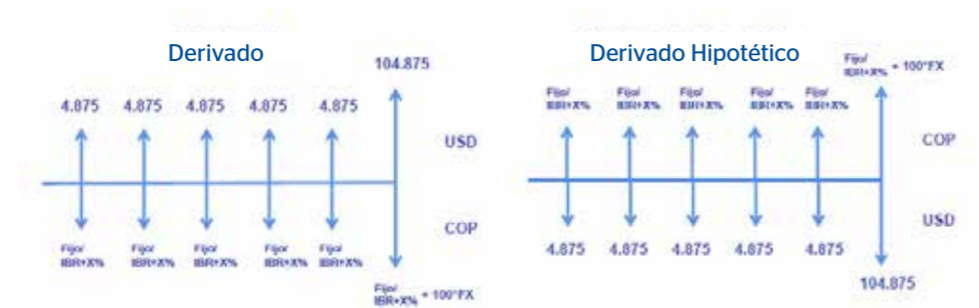 Derivado
104.875
4.875 4.875 4.875 4.875 4.875
USD
COP
Fijo/ Fijo/ Fijo/ Fijo/ Fijo/
IBR+X% IBR+X% IBR+X% IBR+X% IBR+X%
Fijo/
IBR+X% + 100*FX
Derivado Hipotético
Fijo/
IBR+X% + 100*FX
Fijo/ Fijo/ Fijo/ Fijo/ Fijo/
IBR+X% IBR+X% IBR+X% IBR+X% IBR+X%
COP
USD
4.875 4.875 4.875 4.875 4.875
104.875